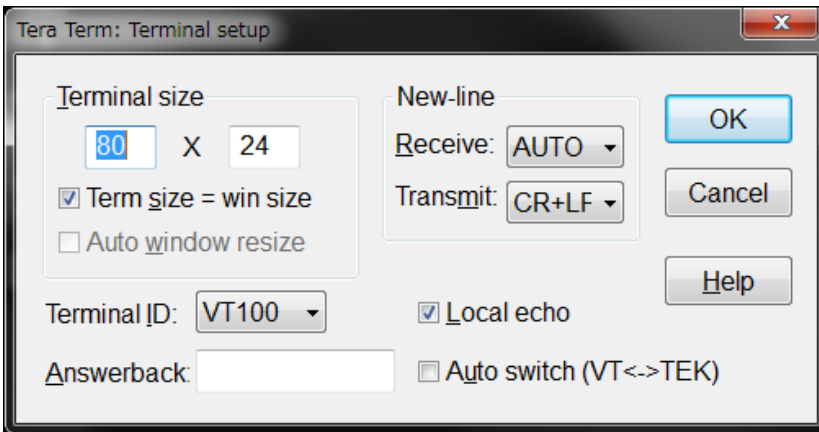 Tera Term: Terminal setup
Terminal size
80 X 24
Term size = win size
Auto window resize
New-line
Receive: AUTO
Transmit: CR+LF
OK
Cancel
Help
Terminal ID: VT100
Local echo
Answerback:
Auto switch (VT<->TEK)